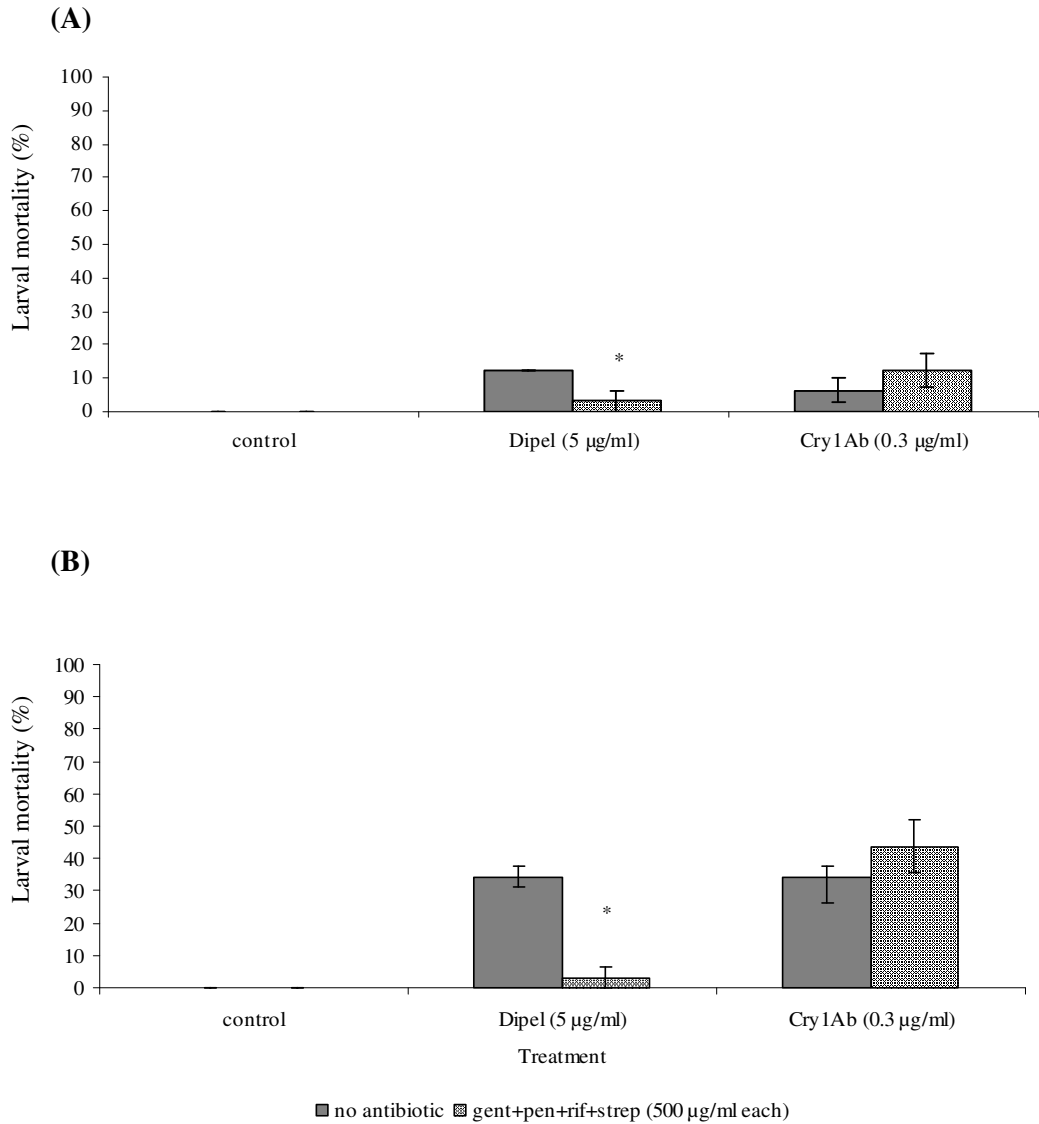 (A)
100
90
80
70
60
50
40
30
20
10
0
Larval mortality (%)
*
control
Dipel (5 µg/ml)
Cry1Ab (0.3 µg/ml)
(B)
100
90
80
70
60
50
40
30
20
10
0
Larval mortality (%)
*
control
Dipel (5 µg/ml)
Cry1Ab (0.3 µg/ml)
Treatment
no antibiotic gent+pen+rif+strep (500 µg/ml each)